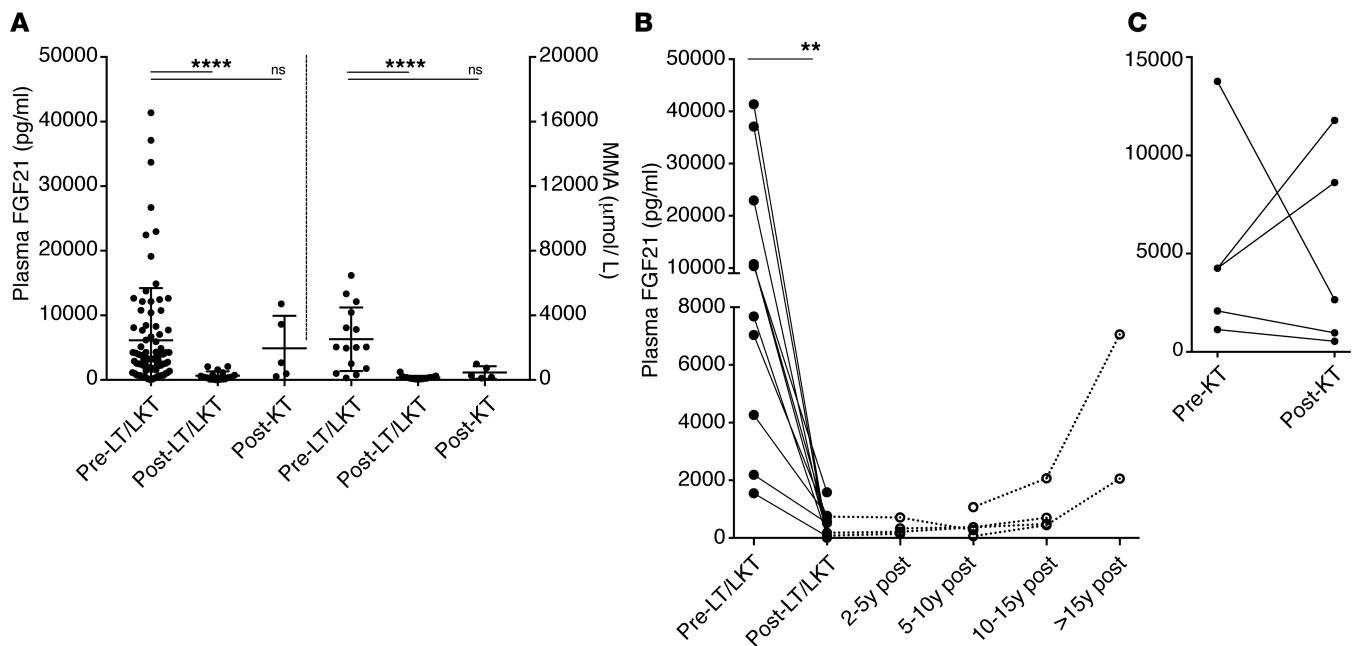 A
50000
40000
30000
20000
10000
0
Plasma FGF21 (pg/ml)
****
ns
****
ns
20000
16000
12000
8000
4000
0
MMA (μmol/ L)
Pre-LT/LKT
Post-LT/LKT
Post-KT
Pre-LT/LKT
Post-LT/LKT
Post-KT
B
50000
40000
30000
20000
10000
8000
6000
4000
2000
0
Plasma FGF21 (pg/ml)
**
Pre-LT/LKT
Post-LT/LKT
2-5y post
5-10y post
10-15y post
>15y post
C
15000
10000
5000
0
Pre-KT
Post-KT